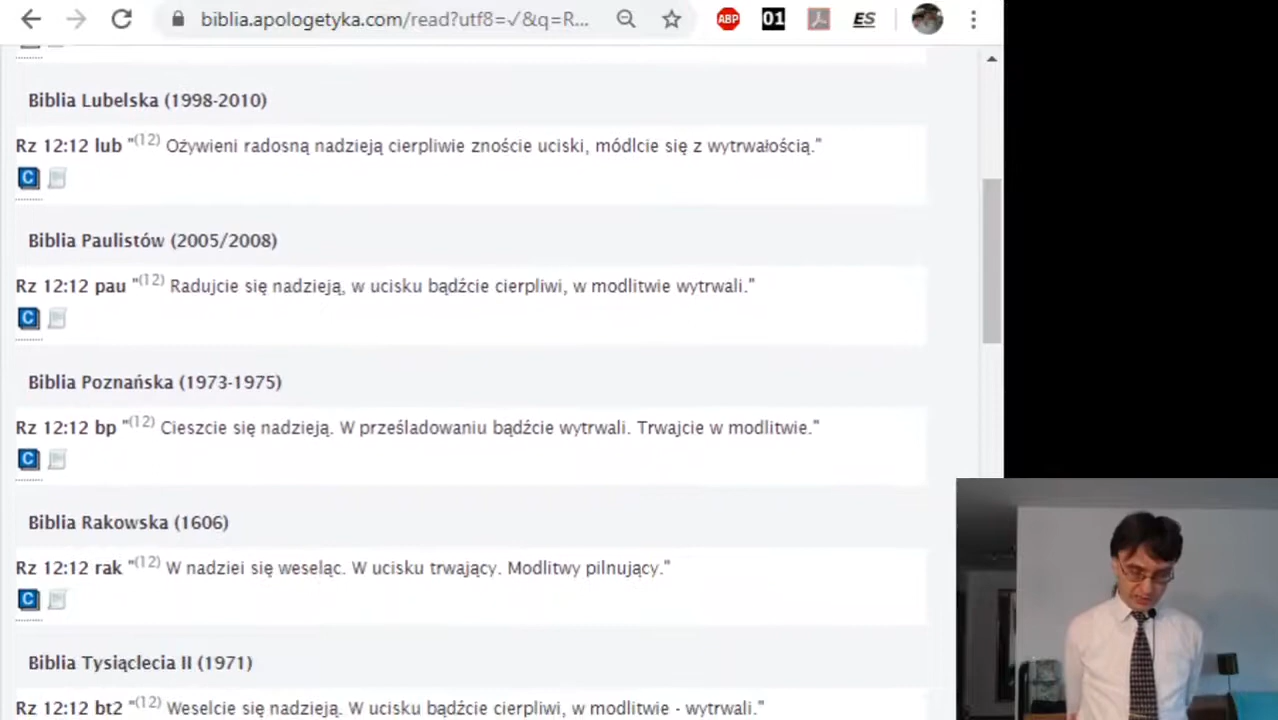 biblia.apologetyka.com/read?utf8=✓&q=R...
ABP
01
ES
Biblia Lubelska (1998-2010)
Rz 12:12 lub "(12) Ożywieni radosną nadzieją cierpliwie znoście uciski, módlcie się z wytrwałością."
C
Biblia Paulistów (2005/2008)
Rz 12:12 pau "(12) Radujcie się nadzieją, w ucisku bądźcie cierpliwi, w modlitwie wytrwali."
C
Biblia Poznańska (1973-1975)
Rz 12:12 bp "(12) Cieszcie się nadzieją. W prześladowaniu bądźcie wytrwali. Trwajcie w modlitwie."
C
Biblia Rakowska (1606)
Rz 12:12 rak "(12) W nadziei się weseląc. W ucisku trwający. Modlitwy pilnujący."
C
Biblia Tysiąclecia II (1971)
Rz 12:12 bt2 "(12) Weselcie się nadzieją. W ucisku bądźcie cierpliwi, w modlitwie - wytrwali."